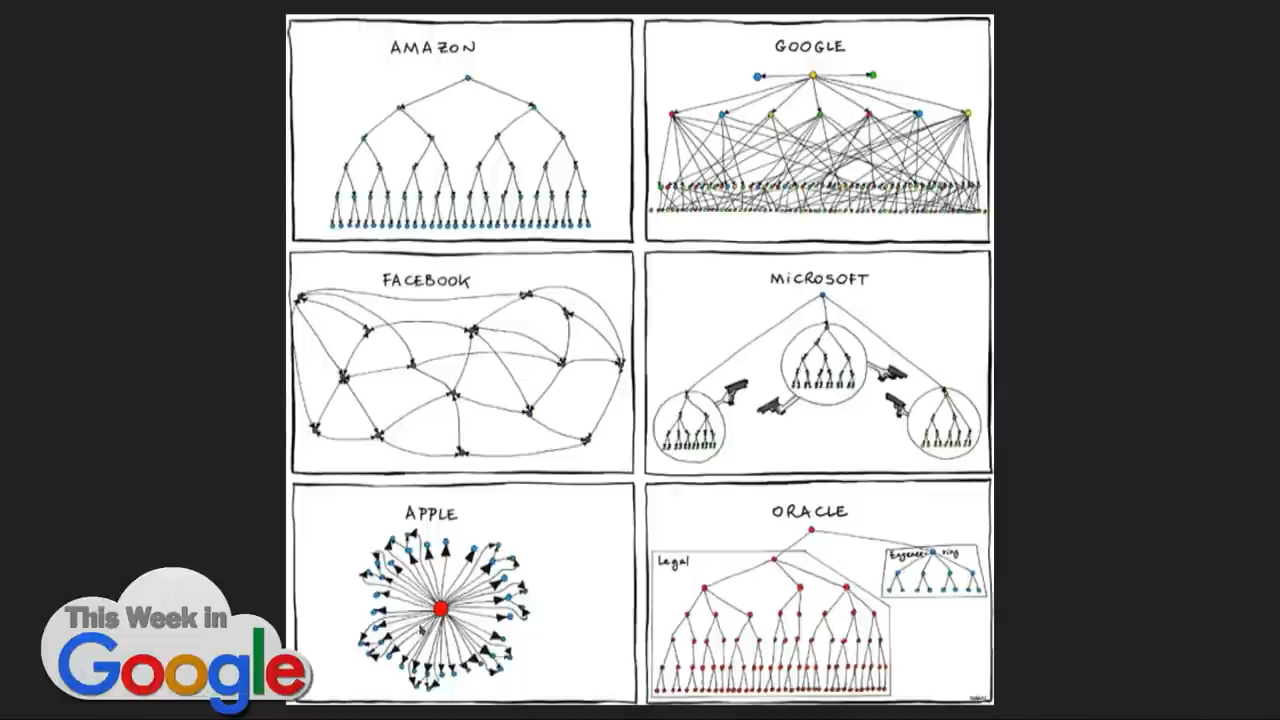 AMAZON
GOOGLE
FACEBOOK
MiCROSOFT
APPLE
ORACLE
Legal
Engineering
This Week in
Google